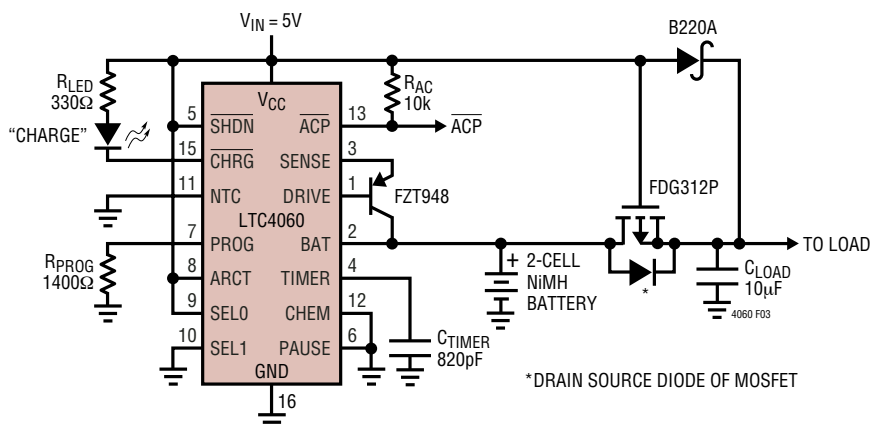 V_IN = 5V
B220A
R_LED
330Ω
"CHARGE"
R_AC
10k
V_CC
5
SHDN
ACP
13
ACP
15
CHRG
SENSE
3
11
NTC
DRIVE
1
FZT948
FDG312P
LTC4060
7
PROG
BAT
2
TO LOAD
R_PROG
1400Ω
8
ARCT
TIMER
4
+
2-CELL
NiMH
BATTERY
*
C_LOAD
10µF
4060 F03
9
SEL0
CHEM
12
10
SEL1
PAUSE
6
C_TIMER
820pF
GND
16
*DRAIN SOURCE DIODE OF MOSFET